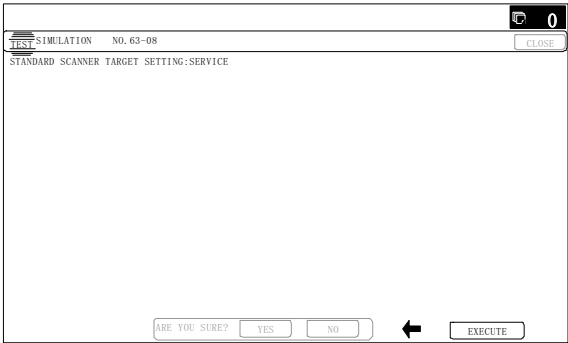 0
TEST SIMULATION NO. 63-08
CLOSE
STANDARD SCANNER TARGET SETTING:SERVICE
ARE YOU SURE? YES NO EXECUTE